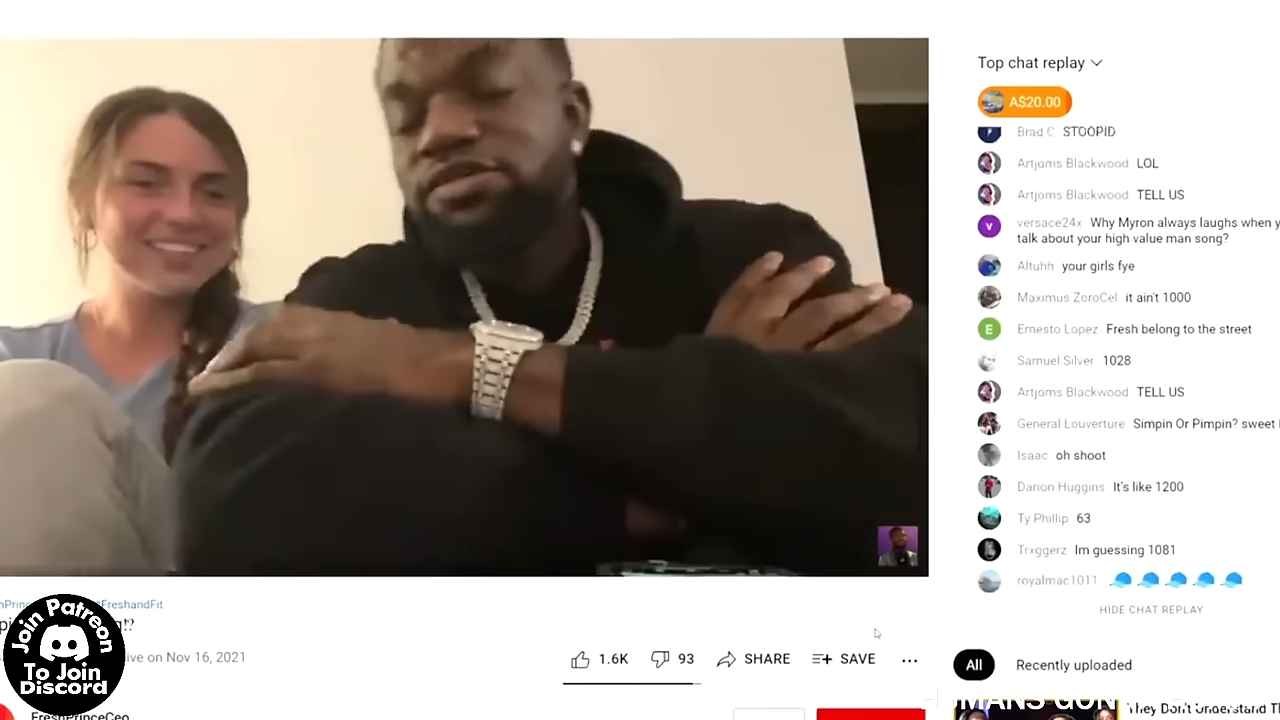 Top chat replay
A$20.00
Brad C STOOPID
Artjoms Blackwood LOL
Artjoms Blackwood TELL US
versace24x Why Myron always laughs when y
talk about your high value man song?
Altuhh your girls fye
Maximus ZoroCel it ain't 1000
Ernesto Lopez Fresh belong to the street
Samuel Silver 1028
Artjoms Blackwood TELL US
General Louverture Simpin Or Pimpin? sweet
Isaac oh shoot
Darion Huggins It's like 1200
Ty Phillip 63
Trxggerz Im guessing 1081
royalmac1011
HIDE CHAT REPLAY
FreshandFit
ive on Nov 16, 2021
1.6K 93 SHARE SAVE ...
All Recently uploaded
Join Patreon
To Join
Discord
FreshPrinceCeo
They Don't Understand